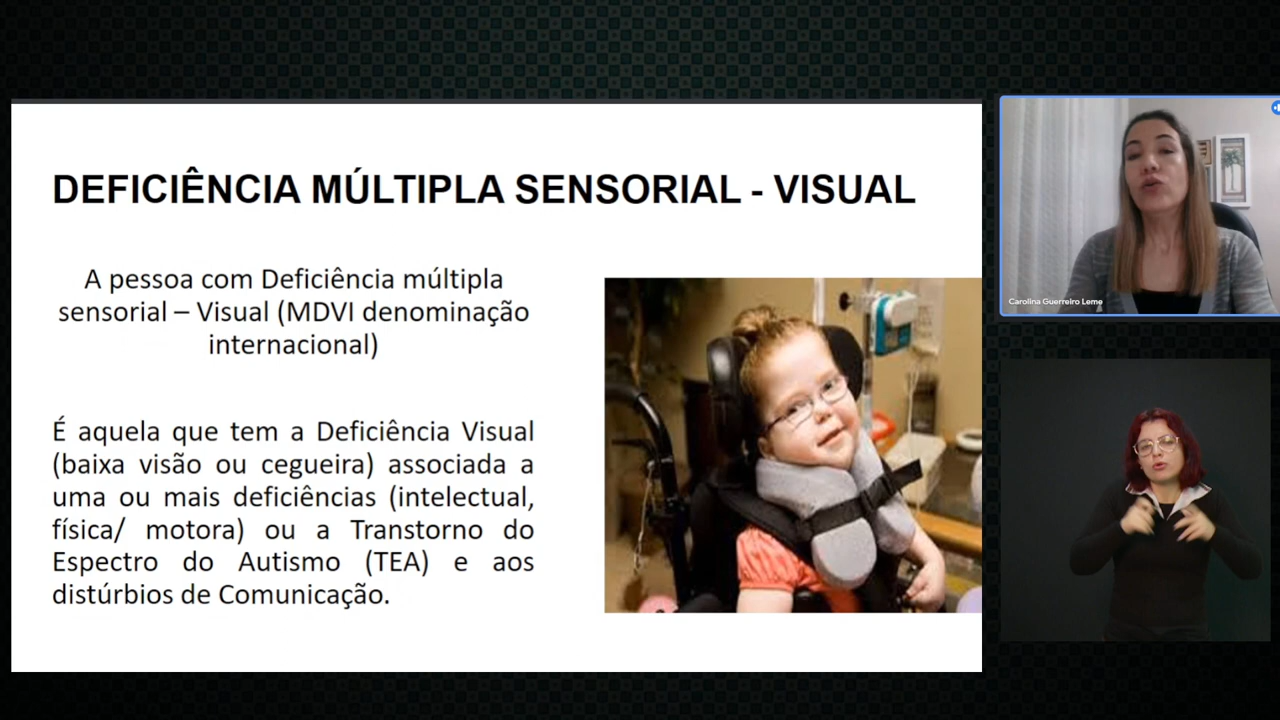 DEFICIÊNCIA MÚLTIPLA SENSORIAL - VISUAL
A pessoa com Deficiência múltipla
sensorial – Visual (MDVI denominação
internacional)
É aquela que tem a Deficiência Visual
(baixa visão ou cegueira) associada a
uma ou mais deficiências (intelectual,
física/ motora) ou a Transtorno do
Espectro do Autismo (TEA) e aos
distúrbios de Comunicação.
Carolina Guerreiro Leme